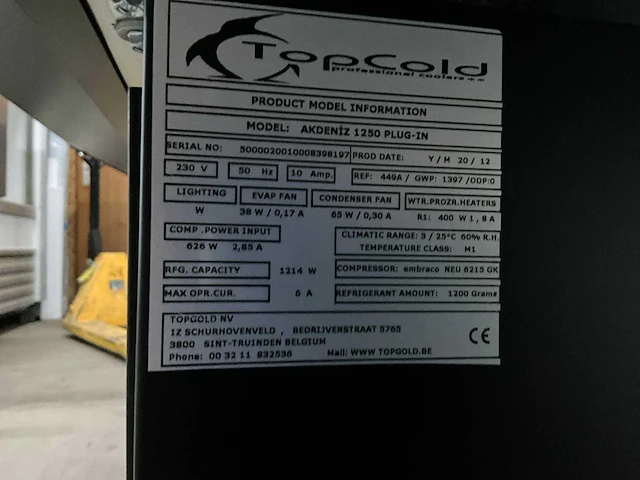 TopCold
professional coolers
PRODUCT MODEL INFORMATION
MODEL: AKDENİZ 1250 PLUG-IN
SERIAL NO: 5000020010008398197 PROD DATE: Y / M 20 / 12
230 V 50 Hz 10 Amp. REF: 449A / GWP: 1397 /ODP:0
LIGHTING EVAP FAN CONDENSER FAN WTR.PROZR.HEATERS
W 38 W / 0,17 A 65 W / 0,30 A R1: 400 W 1,8 A
COMP .POWER INPUT CLIMATIC RANGE: 3 / 25°C 60% R.H.
626 W 2,85 A TEMPERATURE CLASS: M1
RFG. CAPACITY 1214 W COMPRESSOR: embraco NEU 6215 GK
MAX OPR.CUR. 6 A REFRIGERANT AMOUNT: 1200 Grams
TOPGOLD NV
IZ SCHURHOVENVELD , BEDRIJVENSTRAAT 5765
3800 SINT-TRUINDEN BELGIUM
Phone: 00 32 11 832536 Mail: WWW.TOPGOLD.BE
CE